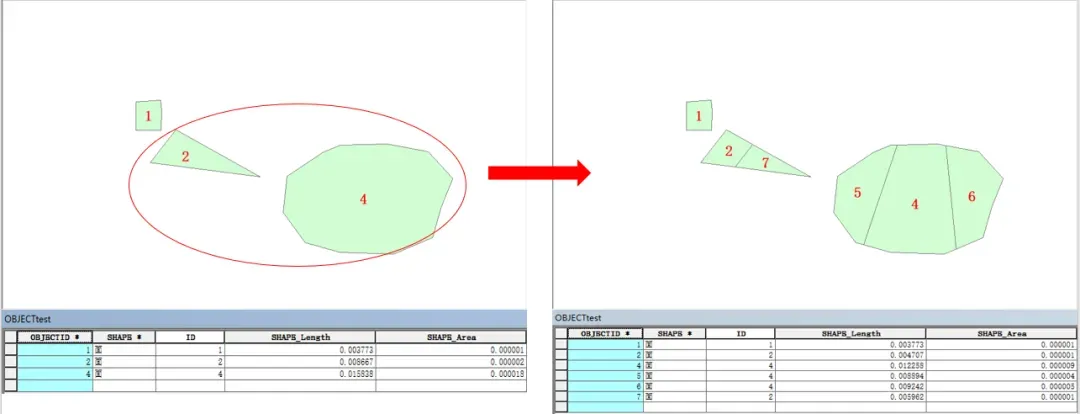 1
2
4
1
2
7
5
4
6
OBJECTtest
OBJECTID * SHAPE * ID SHAPE_Length SHAPE_Area
1 面 1 0.003773 0.000001
2 面 2 0.008667 0.000002
4 面 4 0.015838 0.000018
OBJECTtest
OBJECTID * SHAPE * ID SHAPE_Length SHAPE_Area
1 面 1 0.003773 0.000001
2 面 2 0.004707 0.000001
4 面 4 0.012288 0.000009
5 面 4 0.008894 0.000004
6 面 4 0.009242 0.000005
7 面 2 0.005962 0.000001